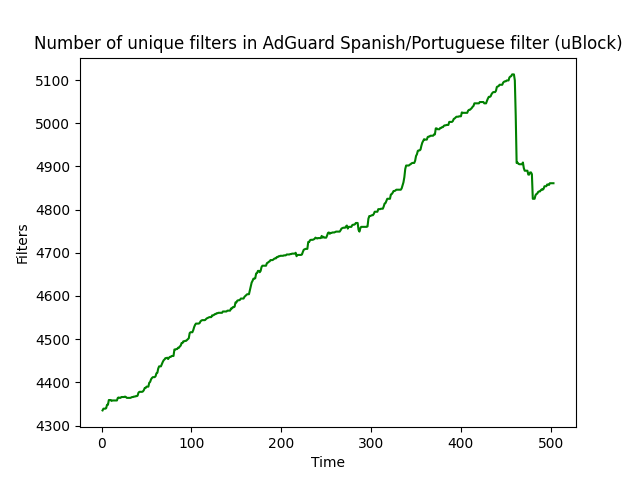 Number of unique filters in AdGuard Spanish/Portuguese filter (uBlock)
5100
5000
4900
4800
4700
4600
4500
4400
4300
Filters
0 100 200 300 400 500
Time